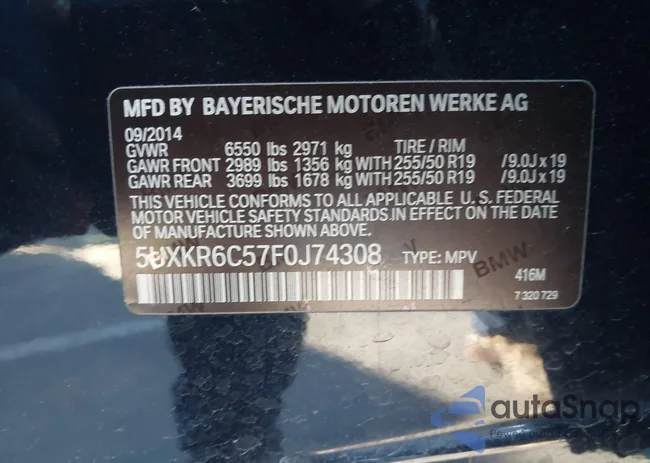 MFD BY BAYERISCHE MOTOREN WERKE AG
09/2014
GVWR 6550 lbs 2971 kg TIRE / RIM
GAWR FRONT 2989 lbs 1356 kg WITH 255/50 R19 /9.0J x 19
GAWR REAR 3699 lbs 1678 kg WITH 255/50 R19 /9.0J x 19
THIS VEHICLE CONFORMS TO ALL APPLICABLE U. S. FEDERAL
MOTOR VEHICLE SAFETY STANDARDS IN EFFECT ON THE DATE
OF MANUFACTURE SHOWN ABOVE.
5UXKR6C57F0J74308 TYPE: MPV
BMW
416M
7 320 729
autoSnap